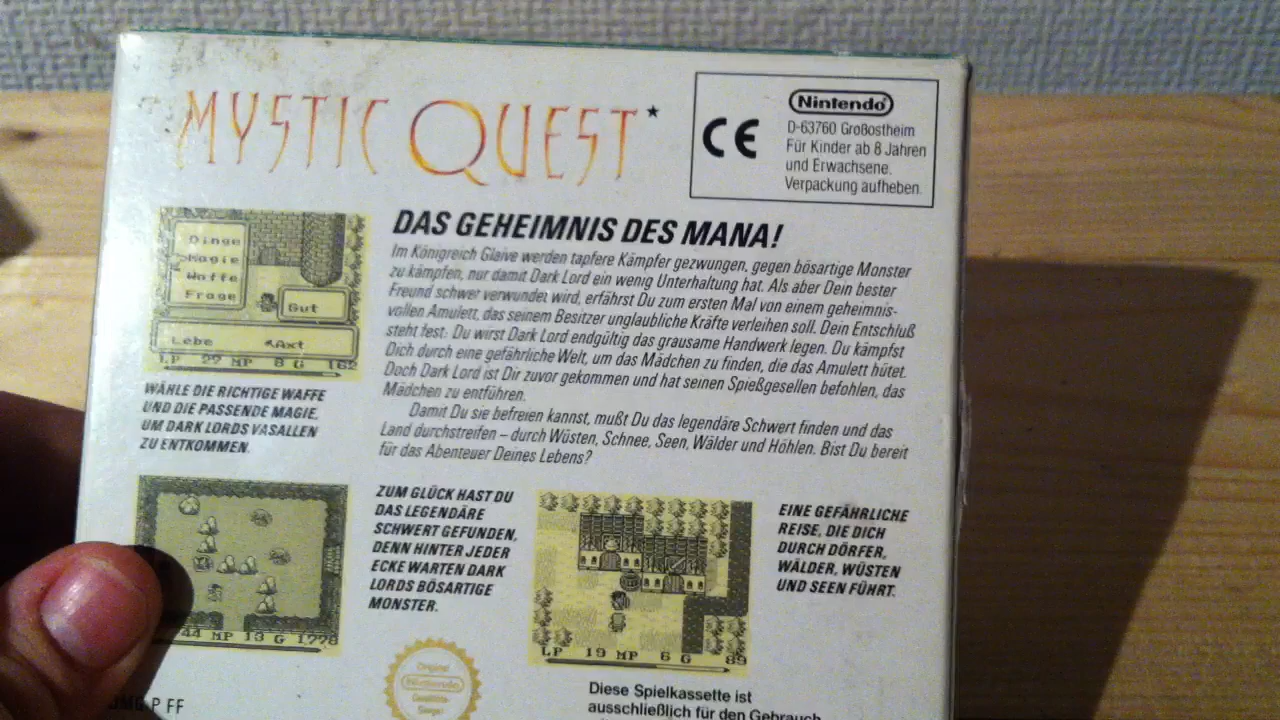 MYSTIC QUEST*
Nintendo
CE
D-63760 Großostheim
Für Kinder ab 8 Jahren
und Erwachsene.
Verpackung aufheben.
DAS GEHEIMNIS DES MANA!
Im Königreich Glaive werden tapfere Kämpfer gezwungen, gegen bösartige Monster
zu kämpfen, nur damit Dark Lord ein wenig Unterhaltung hat. Als aber Dein bester
Freund schwer verwundet wird, erfährst Du zum ersten Mal von einem geheimnis-
vollen Amulett, das seinem Besitzer unglaubliche Kräfte verleihen soll. Dein Entschluß
steht fest: Du wirst Dark Lord endgültig das grausame Handwerk legen. Du kämpfst
Dich durch eine gefährliche Welt, um das Mädchen zu finden, die das Amulett hütet.
Doch Dark Lord ist Dir zuvor gekommen und hat seinen Spießgesellen befohlen, das
Mädchen zu entführen.
Damit Du sie befreien kannst, mußt Du das legendäre Schwert finden und das
Land durchstreifen – durch Wüsten, Schnee, Seen, Wälder und Höhlen. Bist Du bereit
für das Abenteuer Deines Lebens?
Dinge
Magie
Waffe
Frage
Gut
Lebe Axt
LP 22 MP 8 G 162
WÄHLE DIE RICHTIGE WAFFE
UND DIE PASSENDE MAGIE,
UM DARK LORDS VASALLEN
ZU ENTKOMMEN.
44 MP 13 G 1778
ZUM GLÜCK HAST DU
DAS LEGENDÄRE
SCHWERT GEFUNDEN,
DENN HINTER JEDER
ECKE WARTEN DARK
LORDS BÖSARTIGE
MONSTER.
LP 19 MP 6 G 89
EINE GEFÄHRLICHE
REISE, DIE DICH
DURCH DÖRFER,
WÄLDER, WÜSTEN
UND SEEN FÜHRT.
Original
Nintendo
P FF
Diese Spielkassette ist
ausschließlich für den Gebrauch